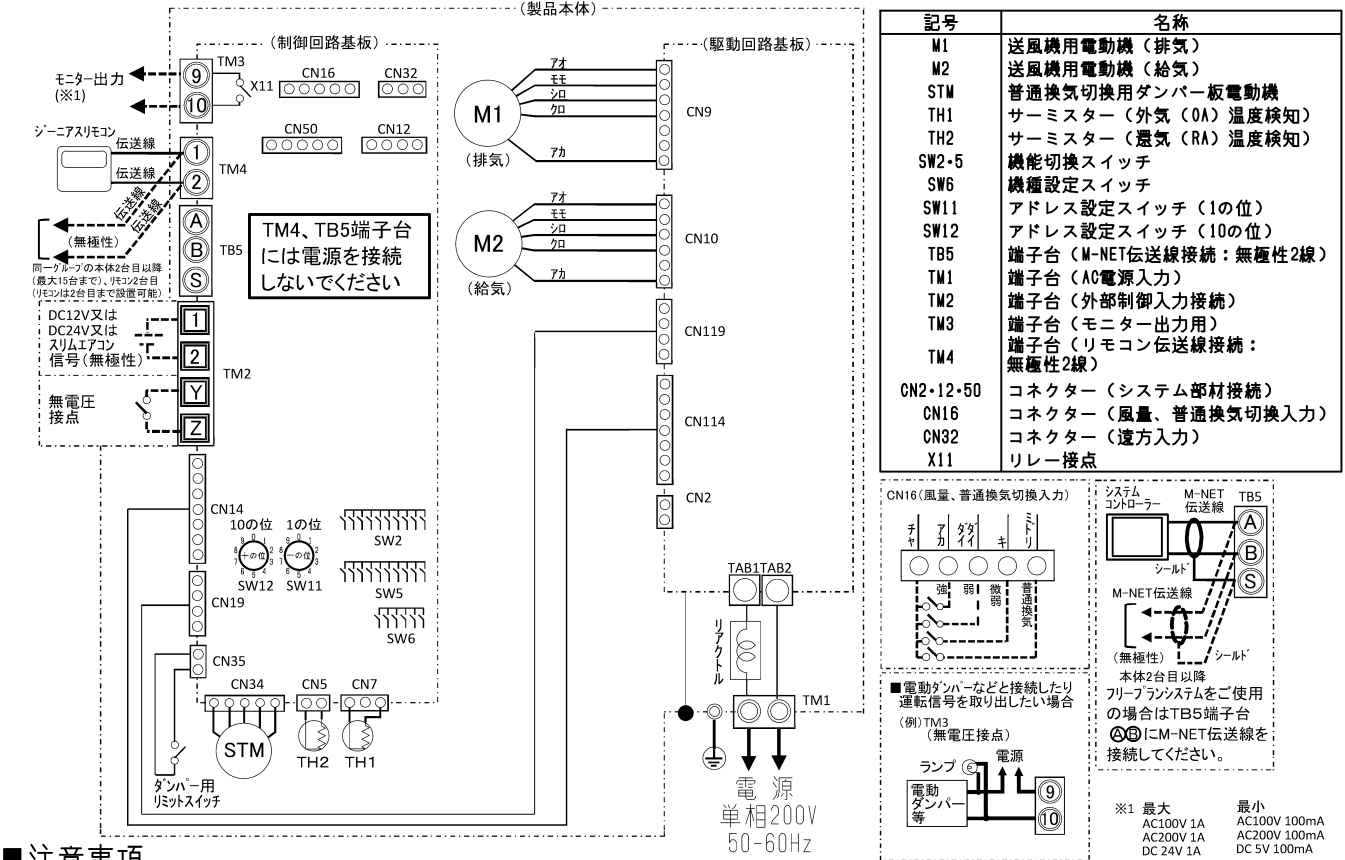 (製品本体)
(制御回路基板)
(駆動回路基板)
モニター出力
(※1)
9
10
TM3
X11
CN16
CN32
CN50
CN12
ジーニアスリモコン
伝送線
伝送線
1
2
TM4
伝送線
伝送線
(無極性)
同一グループの本体2台目以降
(最大15台まで)、リモコン2台目
(リモコンは2台目まで設置可能)
A
B
S
TB5
TM4、TB5端子台
には電源を接続
しないでください
DC12V又は
DC24V又は
スリムエアコン
信号(無極性)
1
2
TM2
無電圧
接点
Y
Z
CN14
10の位
1の位
9 0 1 2 3 4 5 6 7 8
十の位
SW12
9 0 1 2 3 4 5 6 7 8
一の位
SW11
SW2
SW5
SW6
CN19
CN35
CN34
CN5
CN7
STM
TH2
TH1
ダンパー用
リミットスイッチ
アオ
モモ
シロ
クロ
アカ
M1
(排気)
CN9
アオ
モモ
シロ
クロ
アカ
M2
(給気)
CN10
CN119
CN114
CN2
TAB1
TAB2
リアクトル
TM1
電源
単相200V
50-60Hz
記号 名称
M1 送風機用電動機(排気)
M2 送風機用電動機(給気)
STM 普通換気切換用ダンパー板電動機
TH1 サーミスター(外気(OA)温度検知)
TH2 サーミスター(還気(RA)温度検知)
SW2・5 機能切換スイッチ
SW6 機種設定スイッチ
SW11 アドレス設定スイッチ(1の位)
SW12 アドレス設定スイッチ(10の位)
TB5 端子台(M-NET伝送線接続:無極性2線)
TM1 端子台(AC電源入力)
TM2 端子台(外部制御入力接続)
TM3 端子台(モニター出力用)
TM4 端子台(リモコン伝送線接続:
無極性2線)
CN2・12・50 コネクター(システム部材接続)
CN16 コネクター(風量、普通換気切換入力)
CN32 コネクター(遠方入力)
X11 リレー接点
CN16(風量、普通換気切換入力)
チャ
アカ
ダイダイ
キ
ミドリ
強
弱
微弱
普通換気
■電動ダンパーなどと接続したり
運転信号を取り出したい場合
(例)TM3
(無電圧接点)
ランプ
電源
電動
ダンパー
等
9
10
システム
コントローラー
M-NET
伝送線
TB5
A
B
S
シールド
M-NET伝送線
(無極性)
シールド
本体2台目以降
フリープランシステムをご使用
の場合はTB5端子台
ⒶⒷにM-NET伝送線を
接続してください。
※1 最大
AC100V 1A
AC200V 1A
DC 24V 1A
最小
AC100V 100mA
AC200V 100mA
DC 5V 100mA
■注意事項